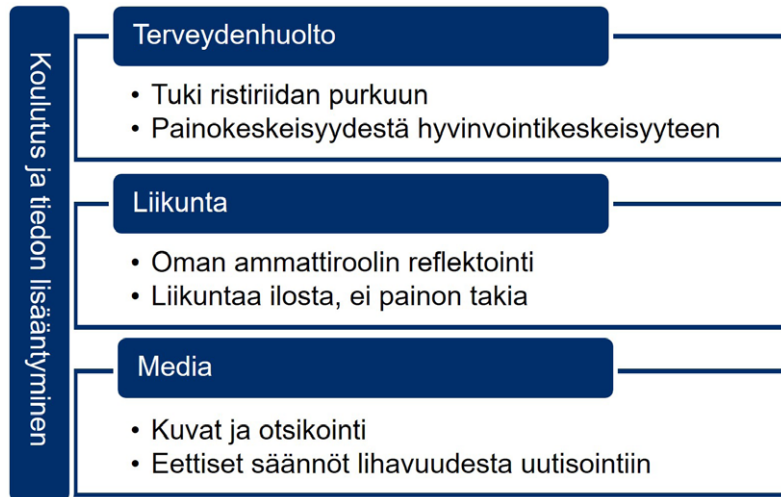 Koulutus ja tiedon lisääntyminen
Terveydenhuolto
• Tuki ristiriidan purkuun
• Painokeskeisyydestä hyvinvointikeskeisyyteen
Liikunta
• Oman ammattiroolin reflektointi
• Liikuntaa ilosta, ei painon takia
Media
• Kuvat ja otsikointi
• Eettiset säännöt lihavuudesta uutisointiin